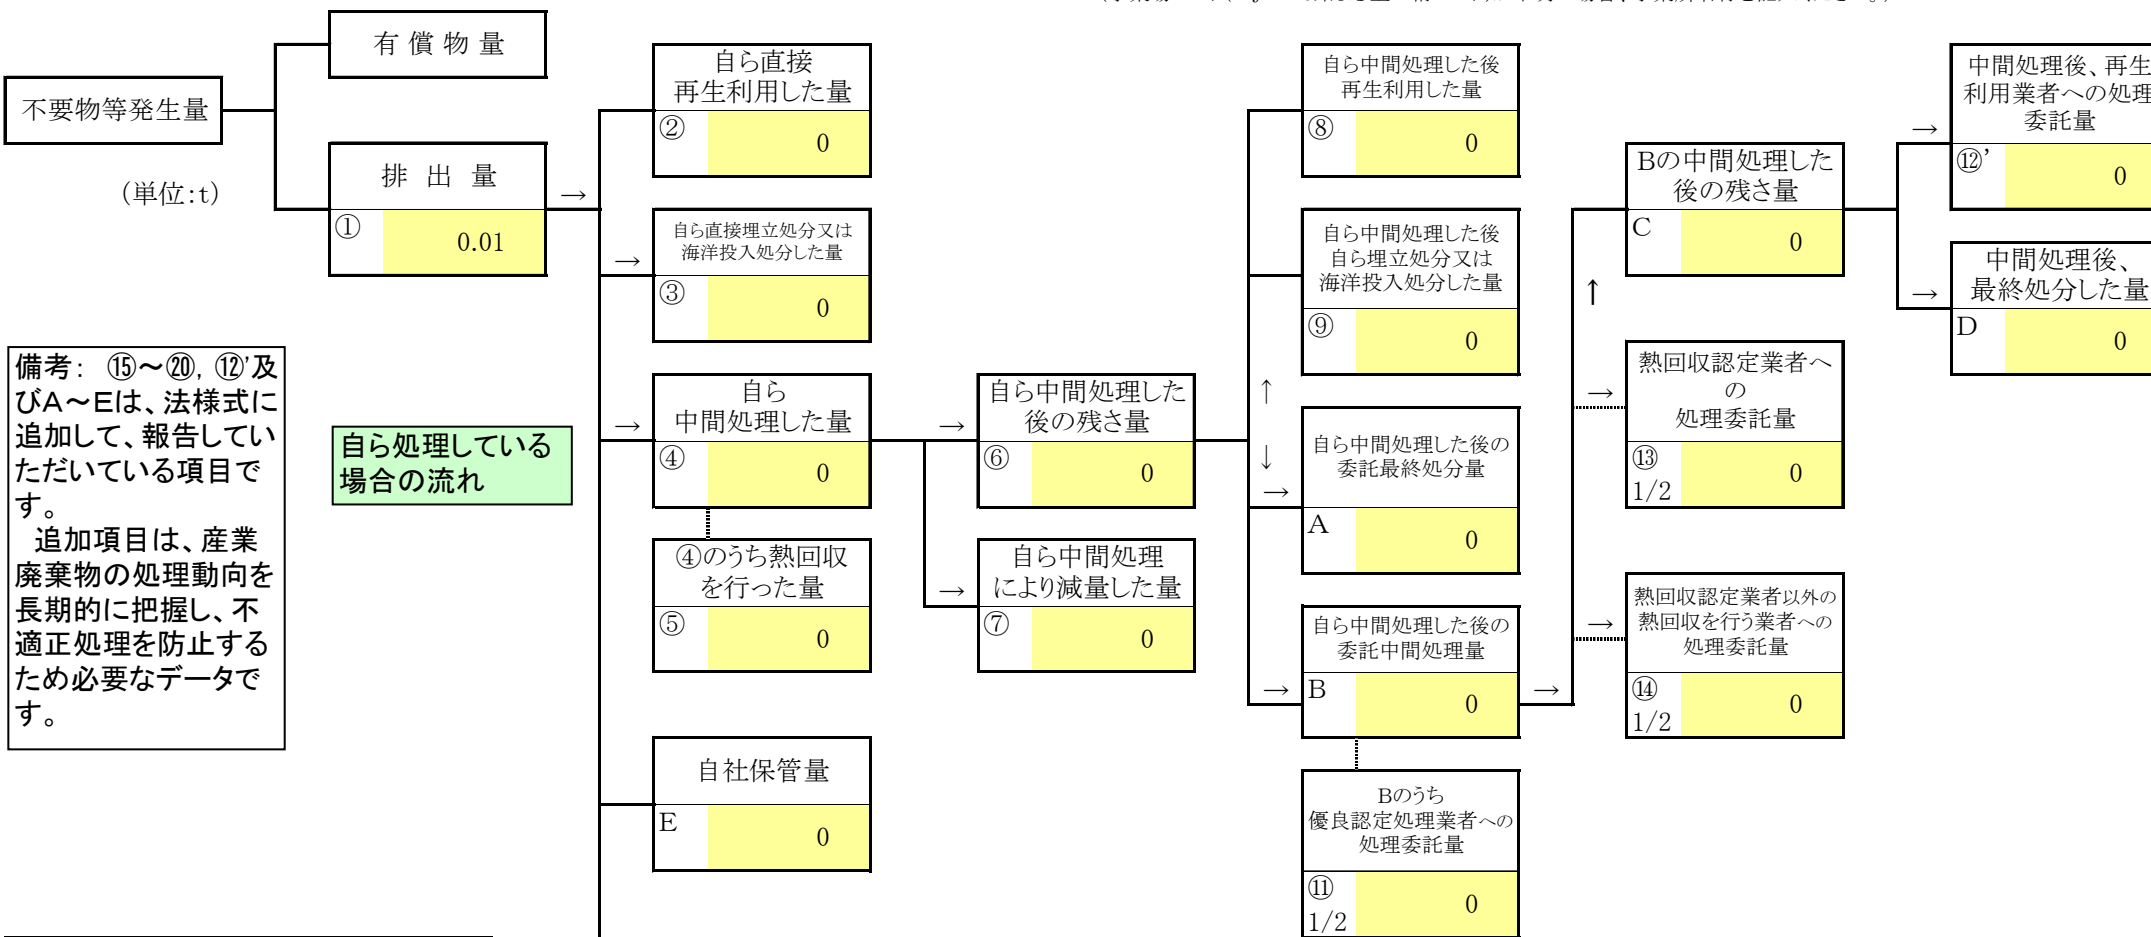 有 償 物 量
不要物等発生量
(単位:t)
排 出 量
→
①
0.01
備考: ⑮～⑳, ⑫'及
びA～Eは、法様式に
追加して、報告してい
ただいている項目で
す。
追加項目は、産業
廃棄物の処理動向を
長期的に把握し、不
適正処理を防止する
ため必要なデータで
す。
自ら処理している
場合の流れ
自ら直接
再生利用した量
②
0
→
自ら直接埋立処分又は
海洋投入処分した量
③
0
→
自ら
中間処理した量
④
0
④のうち熱回収
を行った量
⑤
0
自社保管量
E
0
→
自ら中間処理した
後の残さ量
⑥
0
→
自ら中間処理
により減量した量
⑦
0
自ら中間処理した後
再生利用した量
⑧
0
自ら中間処理した後
自ら埋立処分又は
海洋投入処分した量
⑨
0
↑
↓
→
自ら中間処理した後の
委託最終処分量
A
0
自ら中間処理した後の
委託中間処理量
→
B
0
→
Bのうち
優良認定処理業者への
処理委託量
⑪
1/2
0
Bの中間処理した
後の残さ量
C
0
↑
→
熱回収認定業者へ
の
処理委託量
⑬
1/2
0
→
熱回収認定業者以外の
熱回収を行う業者への
処理委託量
⑭
1/2
0
→
中間処理後、再生
利用業者への処理
委託量
⑫’
0
→
中間処理後、
最終処分した量
D
0